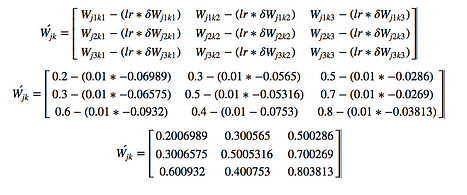 Ẃjk = [ Wj1k1 − (lr * δWj1k1) Wj1k2 − (lr * δWj1k2) Wj1k3 − (lr * δWj1k3)
Wj2k1 − (lr * δWj2k1) Wj2k2 − (lr * δWj2k2) Wj2k3 − (lr * δWj2k3)
Wj3k1 − (lr * δWj3k1) Wj3k2 − (lr * δWj3k2) Wj3k3 − (lr * δWj3k3) ]
Ẃjk = [ 0.2 − (0.01 * −0.06989) 0.3 − (0.01 * −0.0565) 0.5 − (0.01 * −0.0286)
0.3 − (0.01 * −0.06575) 0.5 − (0.01 * −0.05316) 0.7 − (0.01 * −0.0269)
0.6 − (0.01 * −0.0932) 0.4 − (0.01 − 0.0753) 0.8 − (0.01 * −0.03813) ]
Ẃjk = [ 0.2006989 0.300565 0.500286
0.3006575 0.5005316 0.700269
0.600932 0.400753 0.803813 ]